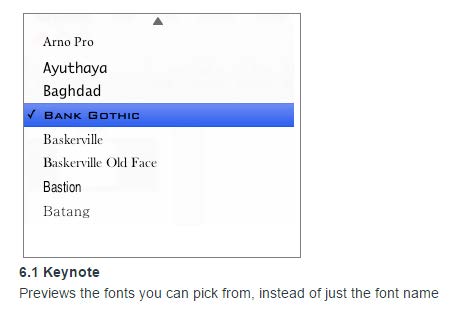 Arno Pro
Ayuthaya
Baghdad
✓ BANK GOTHIC
Baskerville
Baskerville Old Face
Bastion
Batang
6.1 Keynote
Previews the fonts you can pick from, instead of just the font name